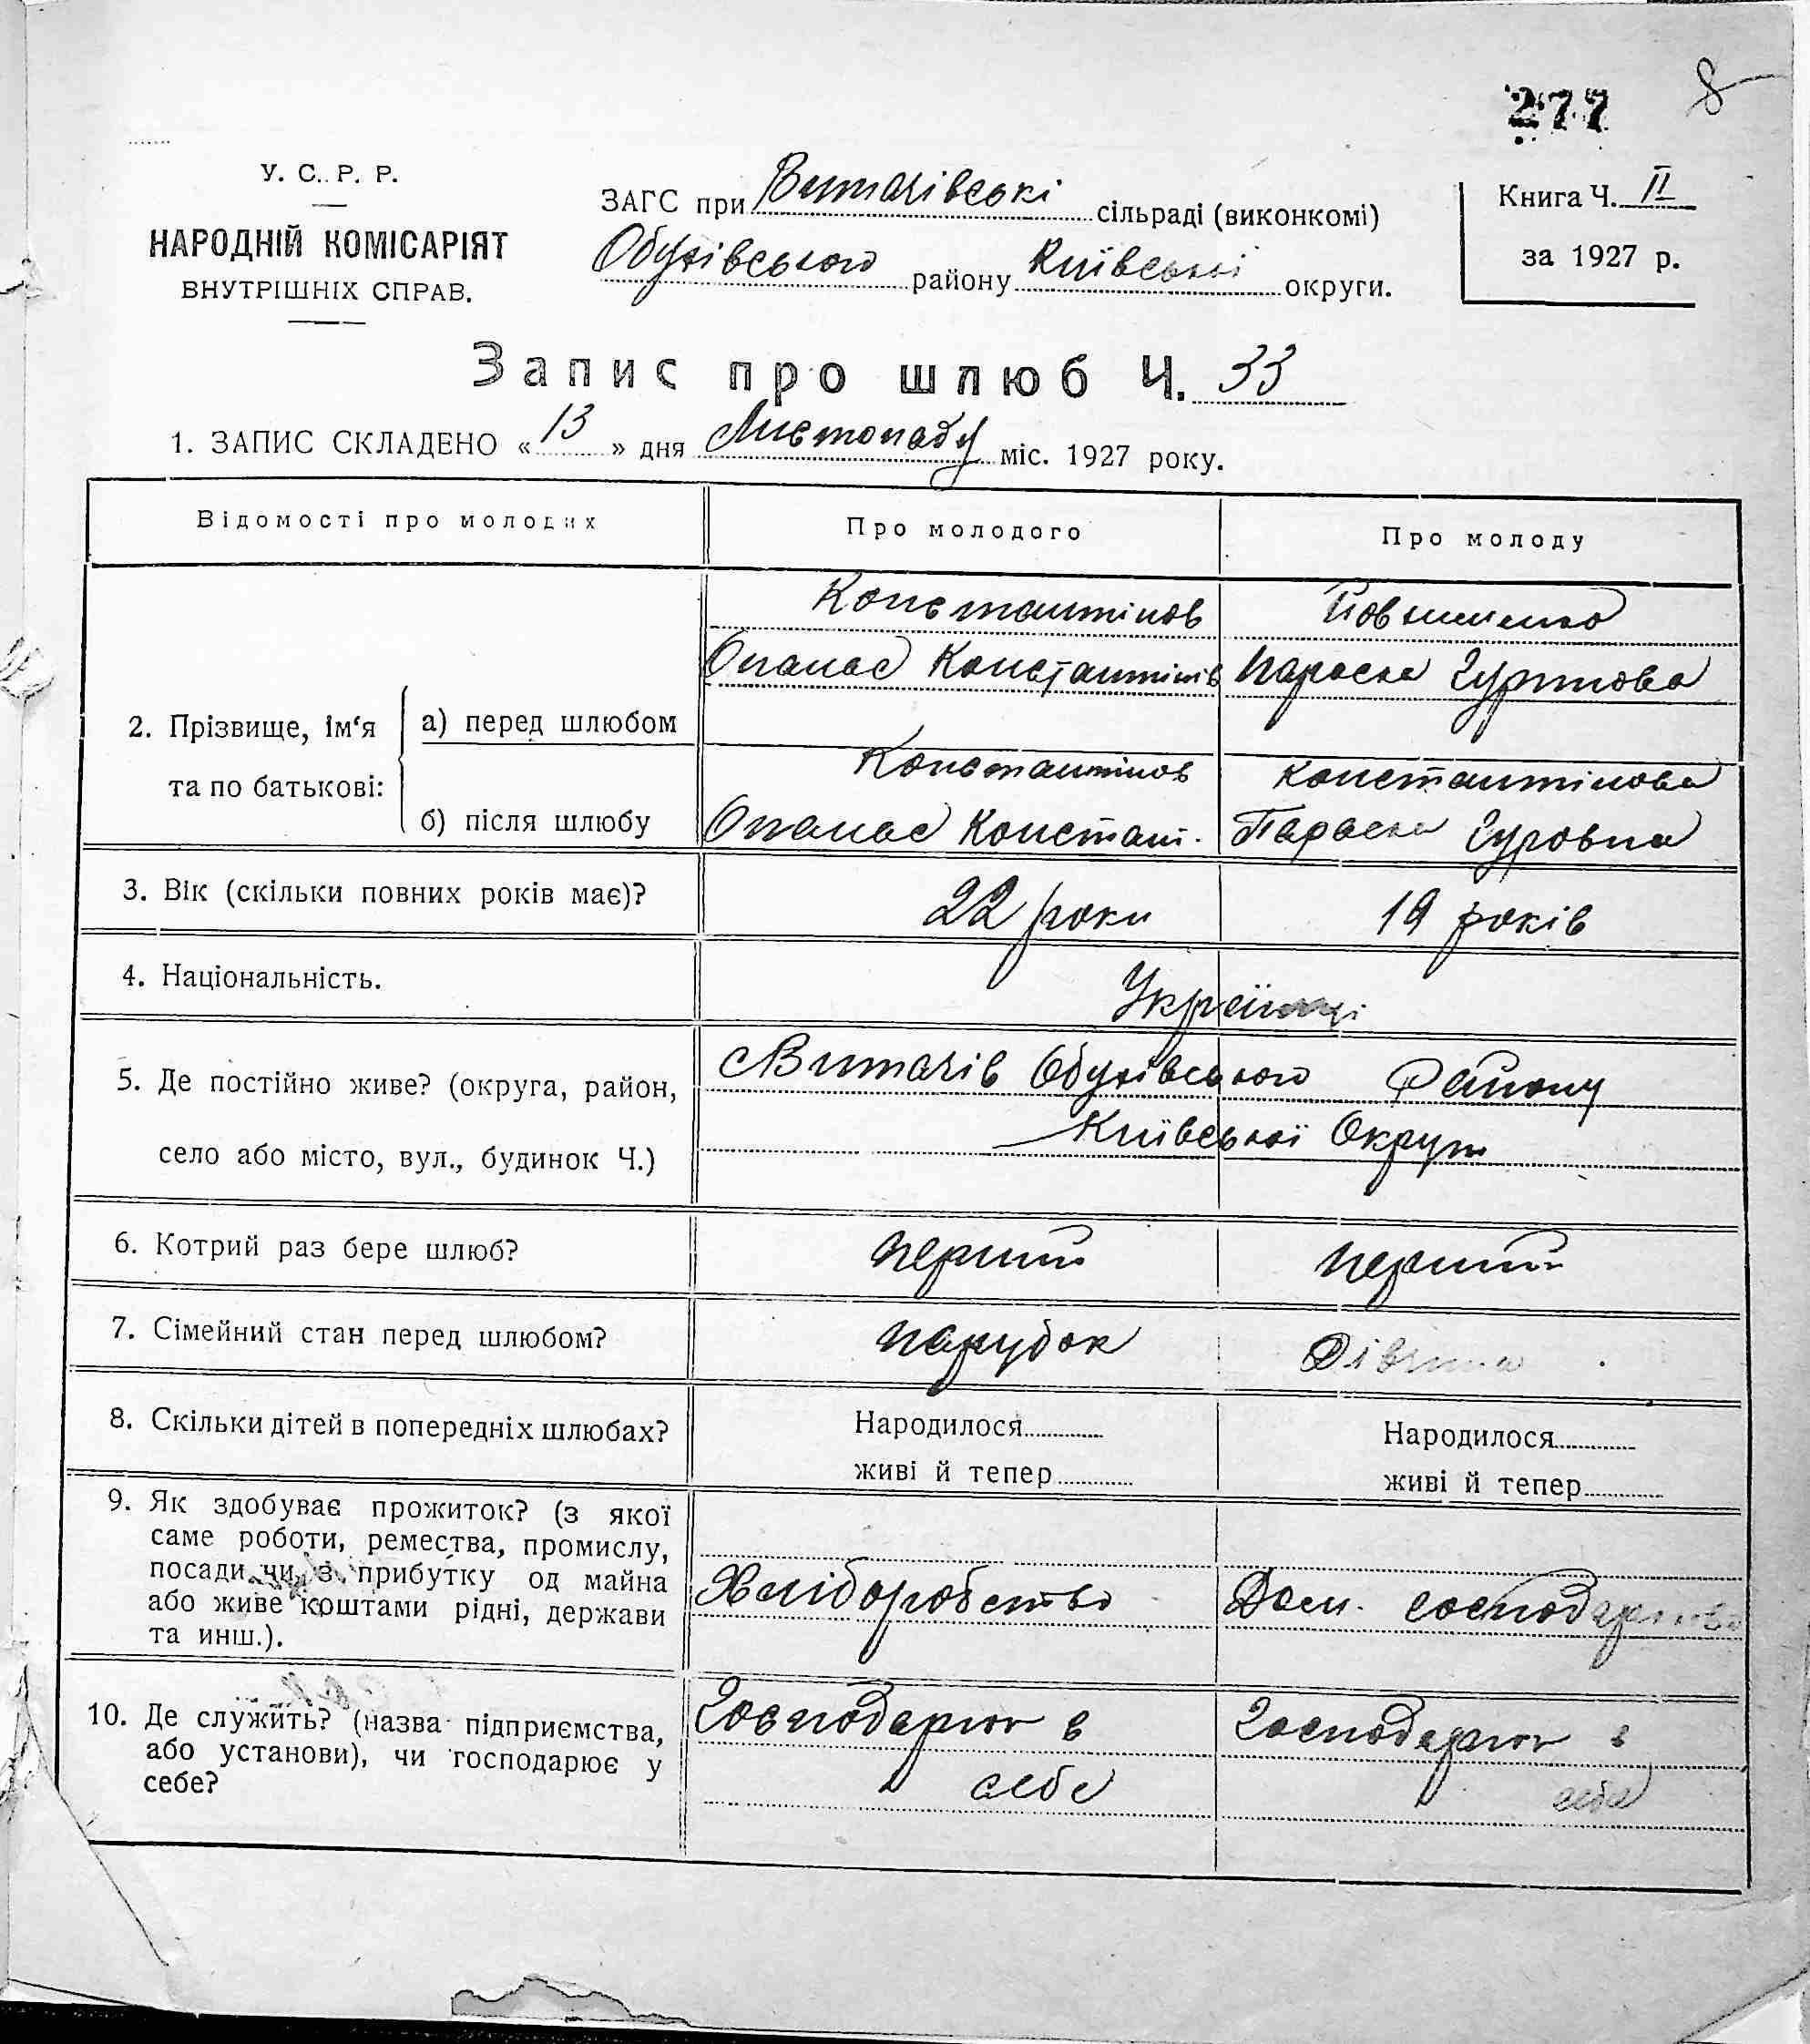 277 8
У. С. Р. Р.
НАРОДНІЙ КОМІСАРІЯТ
ВНУТРІШНІХ СПРАВ.
ЗАГС при Витачівські сільраді (виконкомі)
Обухівського району Київської округи.
Книга Ч. II
за 1927 р.
Запис про шлюб Ч. 33
1. ЗАПИС СКЛАДЕНО « 13 » дня Листопаду міс. 1927 року.
Відомості про молодих
Про молодого
Про молоду
2. Прізвище, ім‘я та по батькові:
а) перед шлюбом
Константінов
Опанас Константінів
Параска
б) після шлюбу
Константінов
Опанас Констант.
Константінова
Параска Гуровна
3. Вік (скільки повних років має)?
22 роки
19 років
4. Національність.
Українці
5. Де постійно живе? (округа, район,
село або місто, вул., будинок Ч.)
с Витачів Обухівського Району
Київської Округи
6. Котрий раз бере шлюб?
перший
перший
7. Сімейний стан перед шлюбом?
парубок
Дівчина
8. Скільки дітей в попередніх шлюбах?
Народилося
живі й тепер
Народилося
живі й тепер
9. Як здобуває прожиток? (з якої
саме роботи, ремества, промислу,
посади чи з прибутку од майна
або живе коштами рідні, держави
та инш.).
Хліборобство
Дом. господарство
10. Де служить? (назва підприємства,
або установи), чи господарює у
себе?
Господарює в
себе
Господарює в
себе